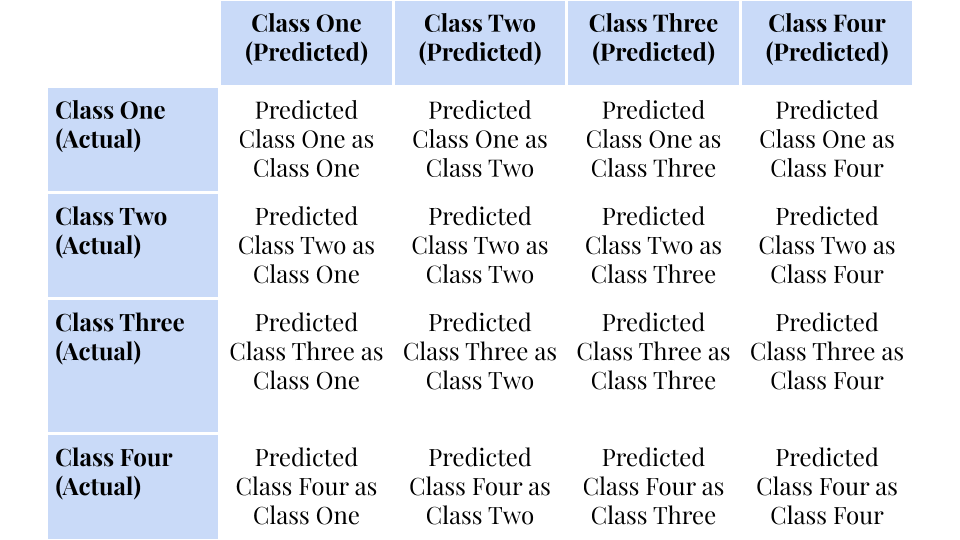 Class One
(Predicted)
Class Two
(Predicted)
Class Three
(Predicted)
Class Four
(Predicted)
Class One
(Actual)
Predicted
Class One as
Class One
Predicted
Class One as
Class Two
Predicted
Class One as
Class Three
Predicted
Class One as
Class Four
Class Two
(Actual)
Predicted
Class Two as
Class One
Predicted
Class Two as
Class Two
Predicted
Class Two as
Class Three
Predicted
Class Two as
Class Four
Class Three
(Actual)
Predicted
Class Three as
Class One
Predicted
Class Three as
Class Two
Predicted
Class Three as
Class Three
Predicted
Class Three as
Class Four
Class Four
(Actual)
Predicted
Class Four as
Class One
Predicted
Class Four as
Class Two
Predicted
Class Four as
Class Three
Predicted
Class Four as
Class Four